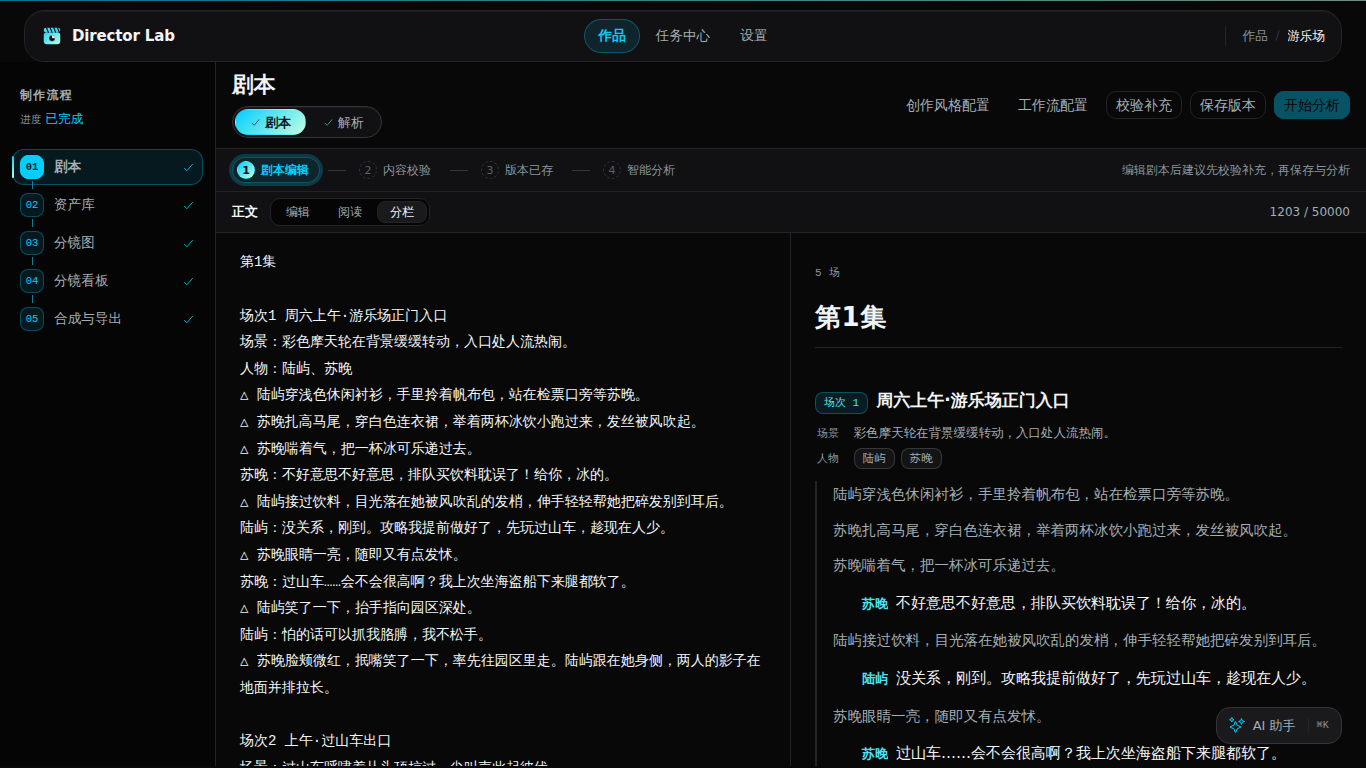 Director Lab
作品
任务中心
设置
作品 / 游乐场
制作流程
进度 已完成
01 剧本
02 资产库
03 分镜图
04 分镜看板
05 合成与导出
剧本
剧本
解析
创作风格配置
工作流配置
校验补充
保存版本
开始分析
1 剧本编辑
2 内容校验
3 版本已存
4 智能分析
编辑剧本后建议先校验补充，再保存与分析
正文
编辑
阅读
分栏
1203 / 50000
第1集
场次1 周六上午·游乐场正门入口
场景：彩色摩天轮在背景缓缓转动，入口处人流热闹。
人物：陆屿、苏晚
△ 陆屿穿浅色休闲衬衫，手里拎着帆布包，站在检票口旁等苏晚。
△ 苏晚扎高马尾，穿白色连衣裙，举着两杯冰饮小跑过来，发丝被风吹起。
△ 苏晚喘着气，把一杯冰可乐递过去。
苏晚：不好意思不好意思，排队买饮料耽误了！给你，冰的。
△ 陆屿接过饮料，目光落在她被风吹乱的发梢，伸手轻轻帮她把碎发别到耳后。
陆屿：没关系，刚到。攻略我提前做好了，先玩过山车，趁现在人少。
△ 苏晚眼睛一亮，随即又有点发怵。
苏晚：过山车……会不会很高啊？我上次坐海盗船下来腿都软了。
△ 陆屿笑了一下，抬手指向园区深处。
陆屿：怕的话可以抓我胳膊，我不松手。
△ 苏晚脸颊微红，抿嘴笑了一下，率先往园区里走。陆屿跟在她身侧，两人的影子在
地面并排拉长。
场次2 上午·过山车出口
场景：过山车呼啸着从头顶掠过，尖叫声此起彼伏
5 场
第1集
场次 1 周六上午·游乐场正门入口
场景 彩色摩天轮在背景缓缓转动，入口处人流热闹。
人物 陆屿 苏晚
陆屿穿浅色休闲衬衫，手里拎着帆布包，站在检票口旁等苏晚。
苏晚扎高马尾，穿白色连衣裙，举着两杯冰饮小跑过来，发丝被风吹起。
苏晚喘着气，把一杯冰可乐递过去。
苏晚 不好意思不好意思，排队买饮料耽误了！给你，冰的。
陆屿接过饮料，目光落在她被风吹乱的发梢，伸手轻轻帮她把碎发别到耳后。
陆屿 没关系，刚到。攻略我提前做好了，先玩过山车，趁现在人少。
苏晚眼睛一亮，随即又有点发怵。
苏晚 过山车……会不会很高啊？我上次坐海盗船下来腿都软了。
AI 助手 ⌘K